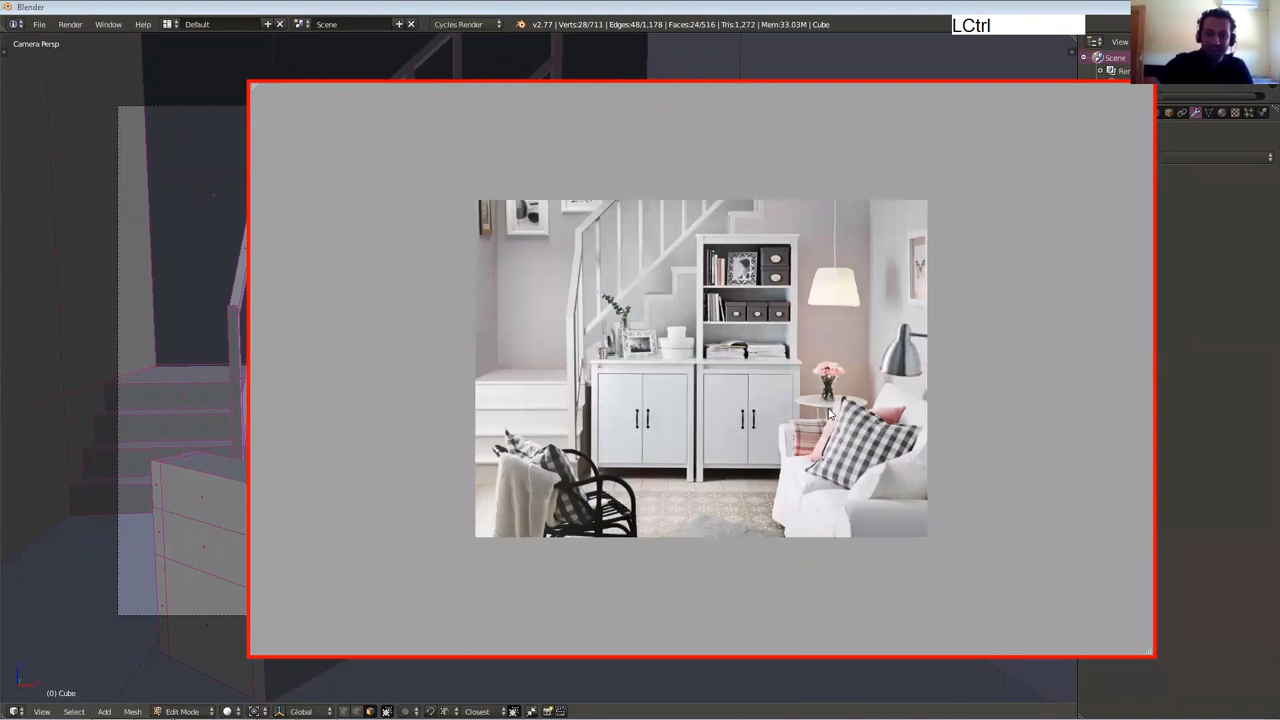 Blender
File Render Window Help Default Scene Cycles Render v2.77 | Verts:28/711 | Edges:48/1,178 | Faces:24/516 | Tris:1,272 | Mem:33.03M | Cube
LCtrl
Camera Persp
View
Scene
Ren
(0) Cube
View Select Add Mesh Edit Mode Global Closest